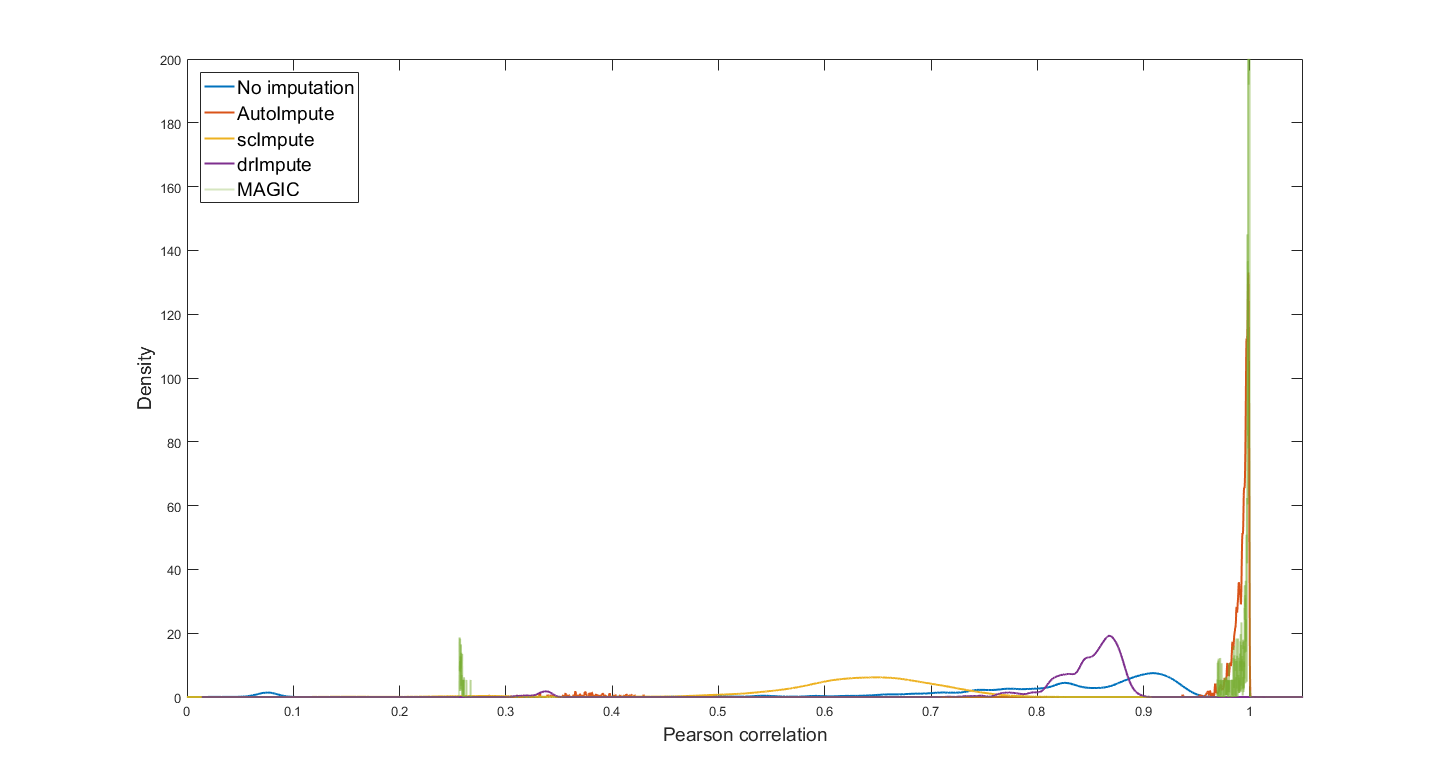 200
180
160
140
120
100
80
60
40
20
0
Density
No imputation
AutoImpute
scImpute
drImpute
MAGIC
0 0.1 0.2 0.3 0.4 0.5 0.6 0.7 0.8 0.9 1
Pearson correlation